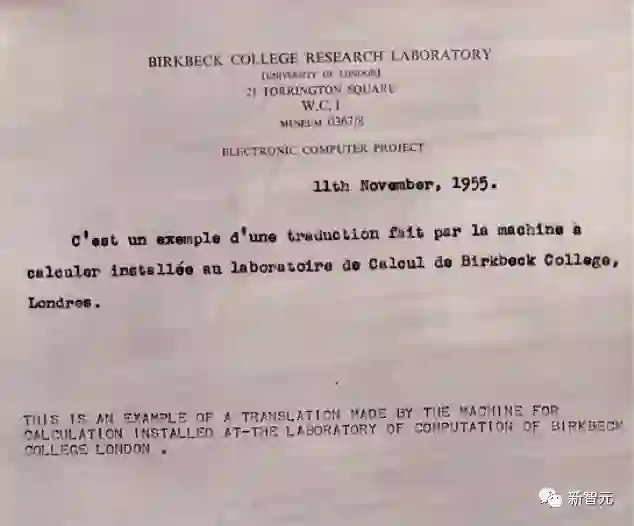 BIRKBECK COLLEGE RESEARCH LABORATORY
[UNIVERSITY OF LONDON]
21 TORRINGTON SQUARE
W.C.1
MUSEUM 0367/8
ELECTRONIC COMPUTER PROJECT
11th November, 1955.
C'est un exemple d'une traduction fait par la machine à
calculer installée au laboratoire de Calcul de Birkbeck College,
Londres.
THIS IS AN EXAMPLE OF A TRANSLATION MADE BY THE MACHINE FOR
CALCULATION INSTALLED AT-THE LABORATORY OF COMPUTATION OF BIRKBECK
COLLEGE LONDON .
新智元